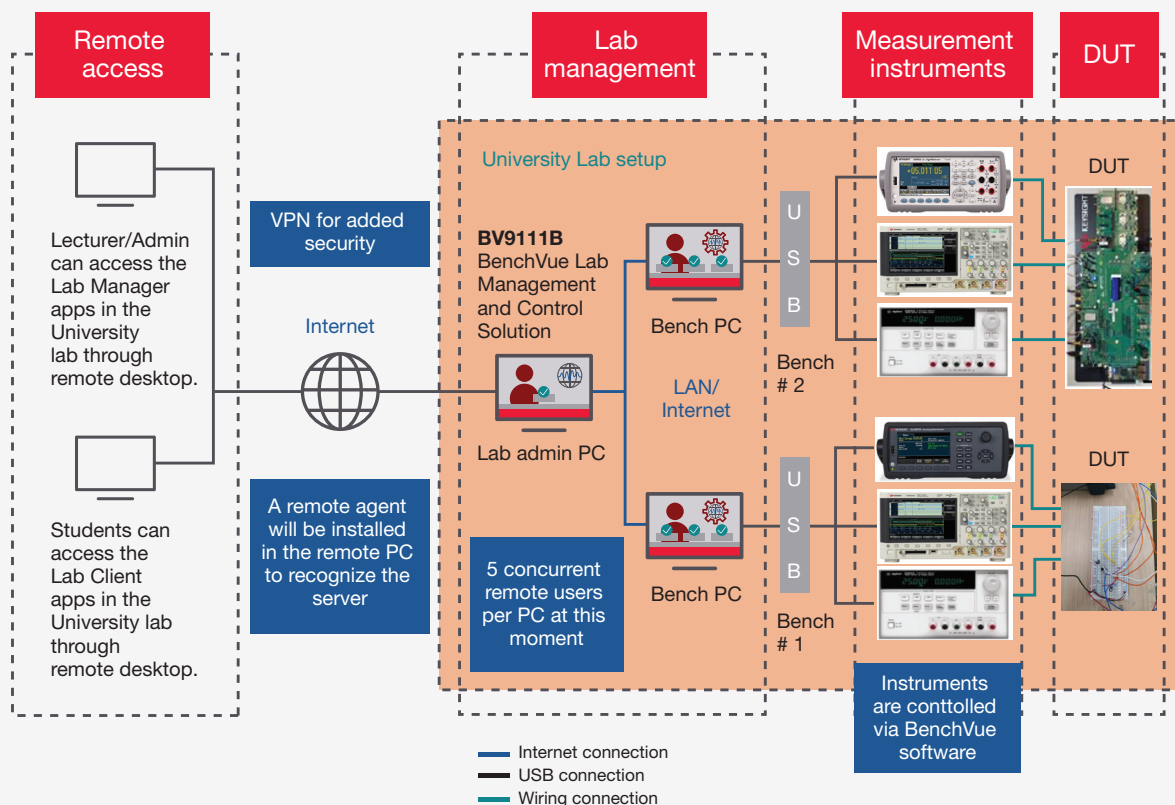 Remote
access
Lab
management
Measurement
instruments
DUT
Lecturer/Admin
can access the
Lab Manager
apps in the
University
lab through
remote desktop.
Students can
access the
Lab Client
apps in the
University lab
through
remote desktop.
VPN for added
security
Internet
A remote agent
will be installed
in the remote PC
to recognize the
server
University Lab setup
BV9111B
BenchVue Lab
Management
and Control
Solution
Lab admin PC
5 concurrent
remote users
per PC at this
moment
Bench PC
LAN/
Internet
Bench PC
U
S
B
Bench
# 2
U
S
B
Bench
# 1
+05.011 05
DUT
KEYSIGHT
DUT
Instruments
are conttolled
via BenchVue
software
Internet connection
USB connection
Wiring connection